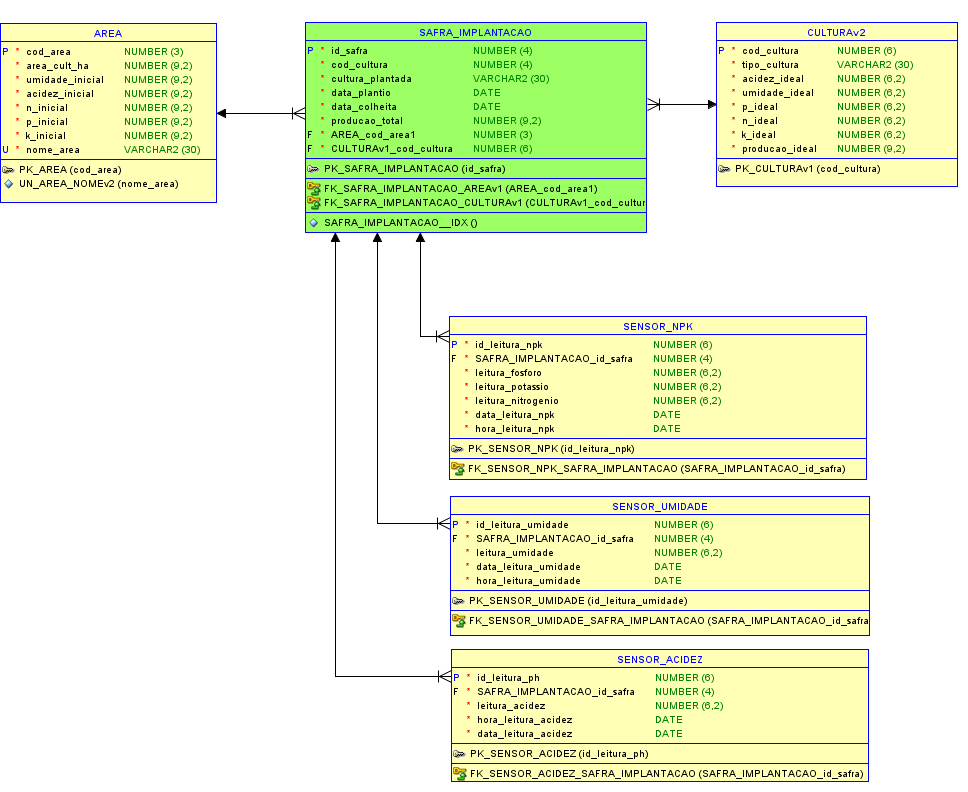 AREA
P * cod_area NUMBER (3)
* area_cult_ha NUMBER (9,2)
* umidade_inicial NUMBER (9,2)
* acidez_inicial NUMBER (9,2)
* n_inicial NUMBER (9,2)
* p_inicial NUMBER (9,2)
* k_inicial NUMBER (9,2)
U * nome_area VARCHAR2 (30)
PK_AREA (cod_area)
UN_AREA_NOMEv2 (nome_area)
SAFRA_IMPLANTACAO
P * id_safra NUMBER (4)
* cod_cultura NUMBER (4)
* cultura_plantada VARCHAR2 (30)
* data_plantio DATE
* data_colheita DATE
* producao_total NUMBER (9,2)
F * AREA_cod_area1 NUMBER (3)
F * CULTURAv1_cod_cultura NUMBER (6)
PK_SAFRA_IMPLANTACAO (id_safra)
FK_SAFRA_IMPLANTACAO_AREAv1 (AREA_cod_area1)
FK_SAFRA_IMPLANTACAO_CULTURAv1 (CULTURAv1_cod_cultur
SAFRA_IMPLANTACAO__IDX ()
CULTURAv2
P * cod_cultura NUMBER (6)
* tipo_cultura VARCHAR2 (30)
* acidez_ideal NUMBER (6,2)
* umidade_ideal NUMBER (6,2)
* p_ideal NUMBER (6,2)
* n_ideal NUMBER (6,2)
* k_ideal NUMBER (6,2)
* producao_ideal NUMBER (9,2)
PK_CULTURAv1 (cod_cultura)
SENSOR_NPK
P * id_leitura_npk NUMBER (6)
F * SAFRA_IMPLANTACAO_id_safra NUMBER (4)
* leitura_fosforo NUMBER (6,2)
* leitura_potassio NUMBER (6,2)
* leitura_nitrogenio NUMBER (6,2)
* data_leitura_npk DATE
* hora_leitura_npk DATE
PK_SENSOR_NPK (id_leitura_npk)
FK_SENSOR_NPK_SAFRA_IMPLANTACAO (SAFRA_IMPLANTACAO_id_safra)
SENSOR_UMIDADE
P * id_leitura_umidade NUMBER (6)
F * SAFRA_IMPLANTACAO_id_safra NUMBER (4)
* leitura_umidade NUMBER (6,2)
* data_leitura_umidade DATE
* hora_leitura_umidade DATE
PK_SENSOR_UMIDADE (id_leitura_umidade)
FK_SENSOR_UMIDADE_SAFRA_IMPLANTACAO (SAFRA_IMPLANTACAO_id_safra
SENSOR_ACIDEZ
P * id_leitura_ph NUMBER (6)
F * SAFRA_IMPLANTACAO_id_safra NUMBER (4)
* leitura_acidez NUMBER (6,2)
* hora_leitura_acidez DATE
* data_leitura_acidez DATE
PK_SENSOR_ACIDEZ (id_leitura_ph)
FK_SENSOR_ACIDEZ_SAFRA_IMPLANTACAO (SAFRA_IMPLANTACAO_id_safra)